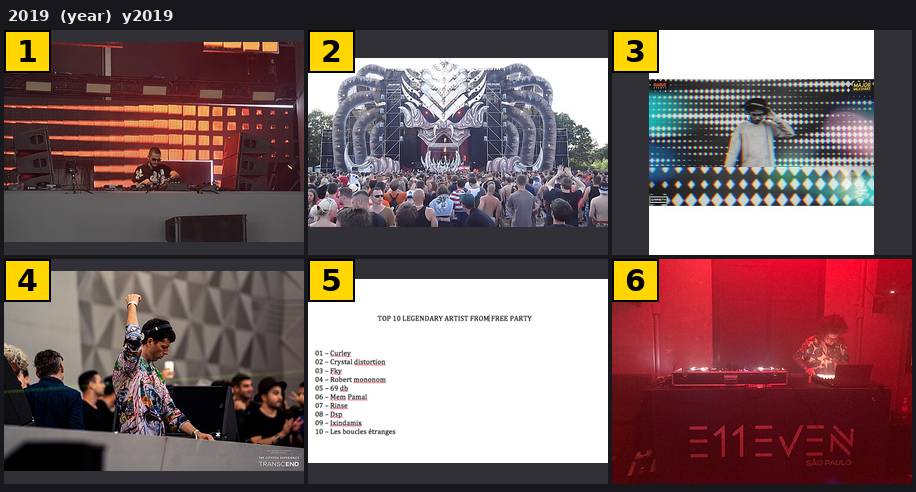 2019 (year) y2019
1
2
3
4
TRANSCEND
5
TOP 10 LEGENDARY ARTIST FROM FREE PARTY
01 – Curley
02 – Crystal distortion
03 – Fky
04 – Robert mononom
05 – 69 db
06 – Mem Pamal
07 – Rinse
08 – Dsp
09 – Ixindamix
10 – Les boucles étranges
6
E11EVEN
SÃO PAULO